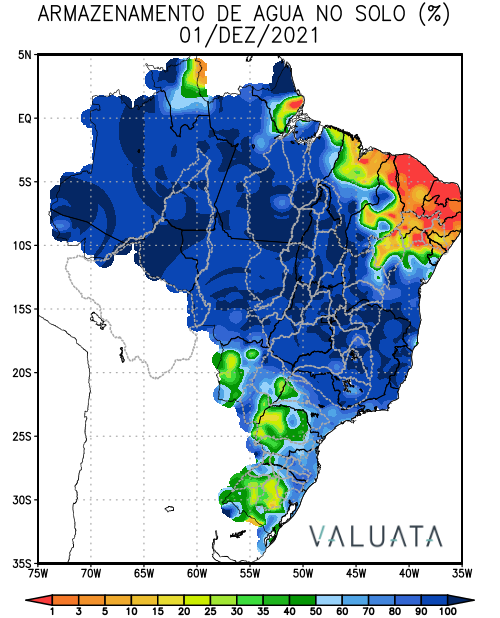 ARMAZENAMENTO DE AGUA NO SOLO (%)
01/DEZ/2021
5N
EQ
5S
10S
15S
20S
25S
30S
35S
VALUATA
75W 70W 65W 60W 55W 50W 45W 40W 35W
1 3 5 10 15 20 25 30 35 40 50 60 70 80 90 100